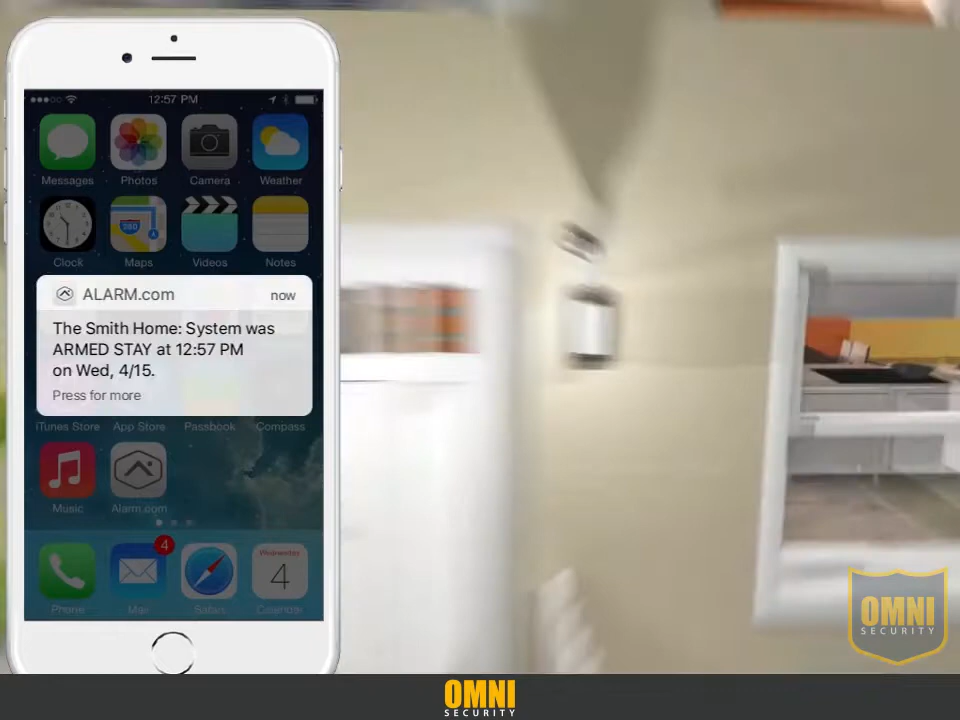 12:57 PM
Messages Photos Camera Weather
280
Clock Maps Videos Notes
ALARM.com now
The Smith Home: System was
ARMED STAY at 12:57 PM
on Wed, 4/15.
Press for more
iTunes Store App Store Passbook Compass
Music Alarm.com
4
Wednesday
4
Phone Mail Safari Calendar
OMNI
SECURITY
OMNI
SECURITY